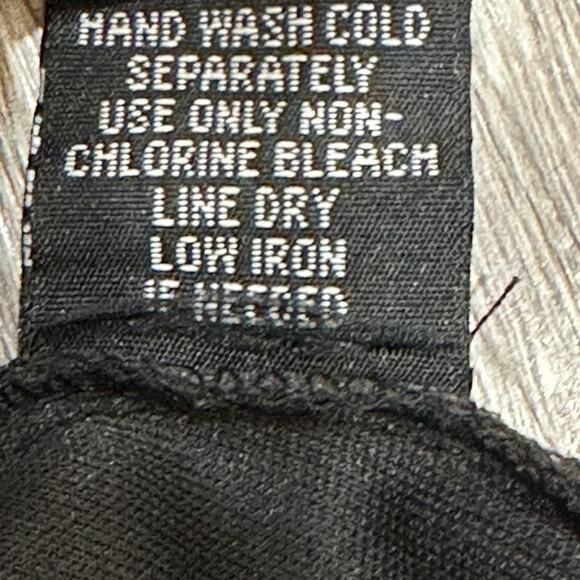 HAND WASH COLD
SEPARATELY
USE ONLY NON-
CHLORINE BLEACH
LINE DRY
LOW IRON
IF NEEDED